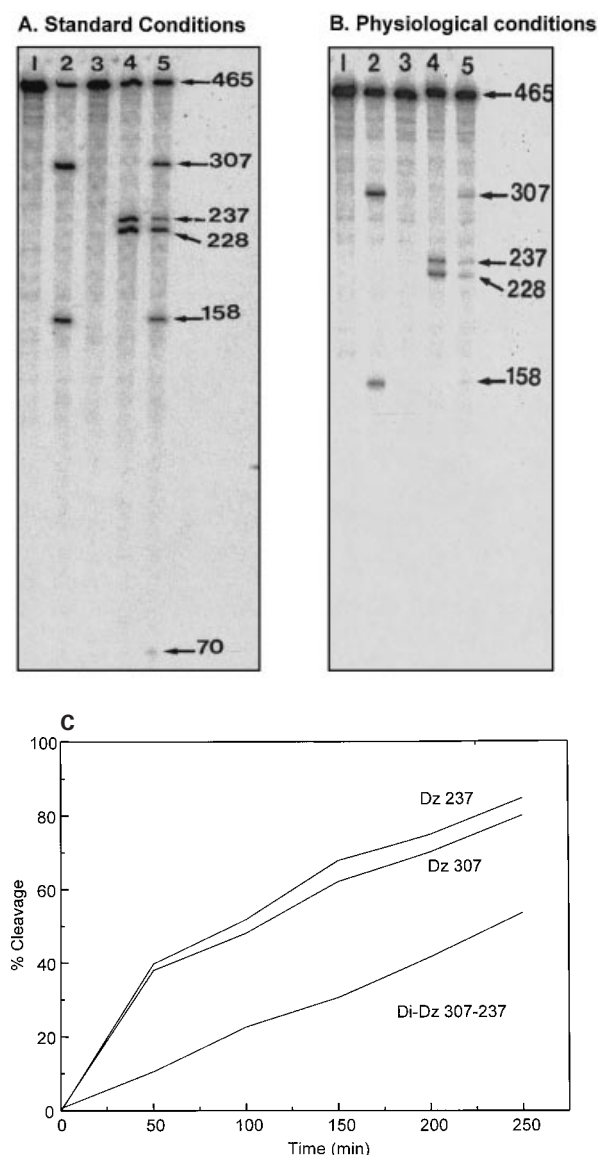 A. Standard Conditions
1 2 3 4 5
465
307
237
228
158
70
B. Physiological conditions
1 2 3 4 5
465
307
237
228
158
C
100
80
60
40
20
0
% Cleavage
Dz 237
Dz 307
Di-Dz 307-237
0 50 100 150 200 250
Time (min)